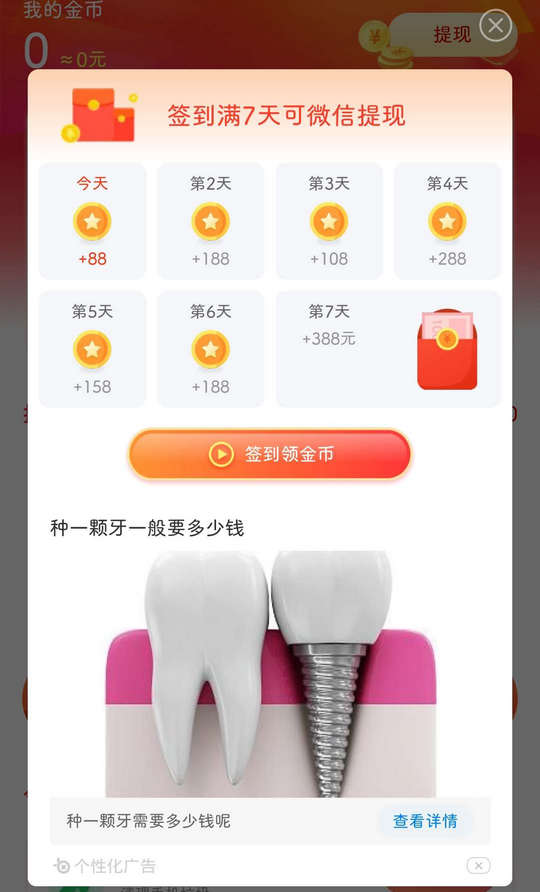 我的金币
0 ≈0元
提现
签到满7天可微信提现
今天
+88
第2天
+188
第3天
+108
第4天
+288
第5天
+158
第6天
+188
第7天
+388元
签到领金币
种一颗牙一般要多少钱
种一颗牙需要多少钱呢
查看详情
个性化广告